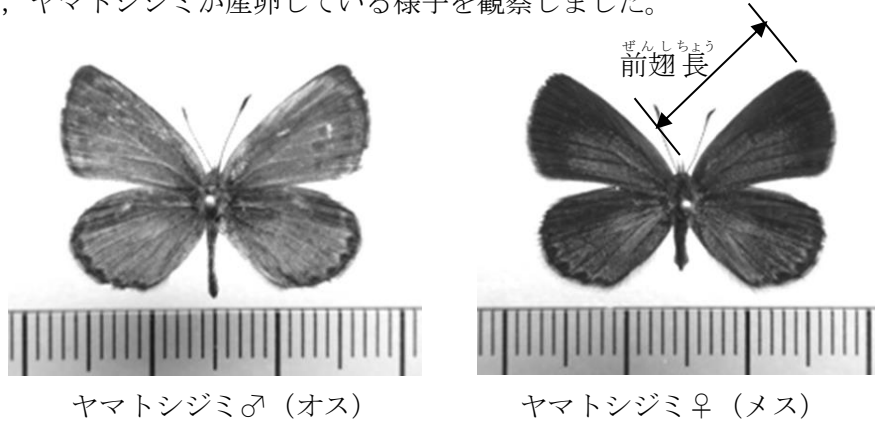 ，ヤマトシジミが産卵している様子を観察しました。
ぜんしちょう
前翅長
ヤマトシジミ♂（オス）
ヤマトシジミ♀（メス）